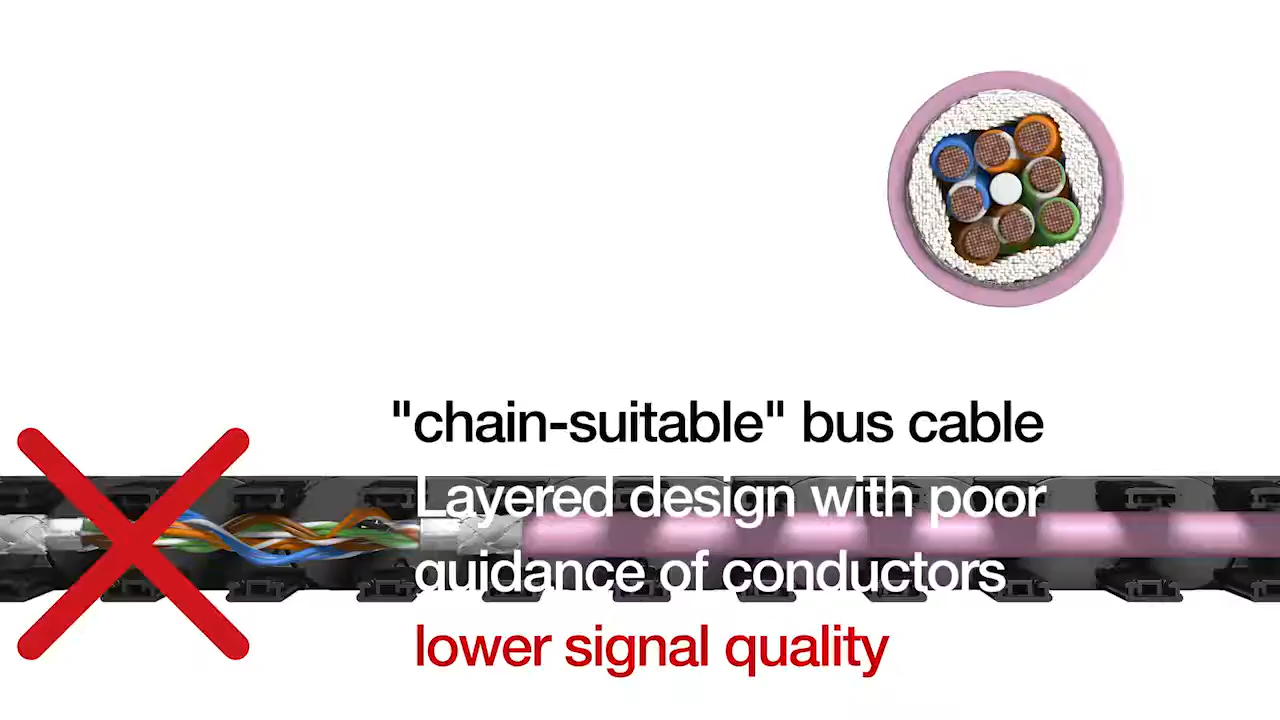 "chain-suitable" bus cable
Layered design with poor
guidance of conductors
lower signal quality